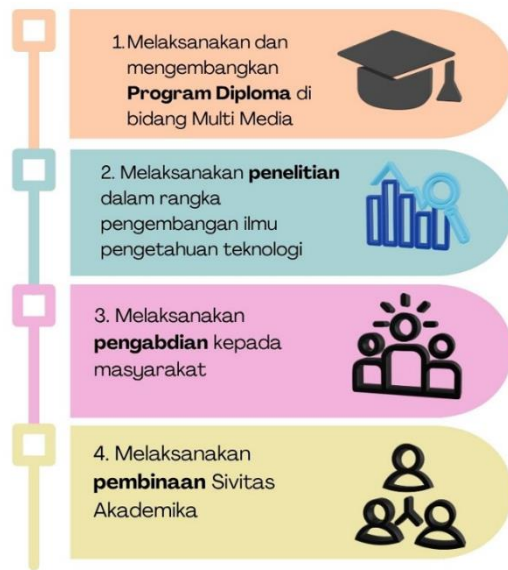 1.Melaksanakan dan
mengembangkan
Program Diploma di
bidang Multi Media
2. Melaksanakan penelitian
dalam rangka
pengembangan ilmu
pengetahuan teknologi
3. Melaksanakan
pengabdian kepada
masyarakat
4. Melaksanakan
pembinaan Sivitas
Akademika